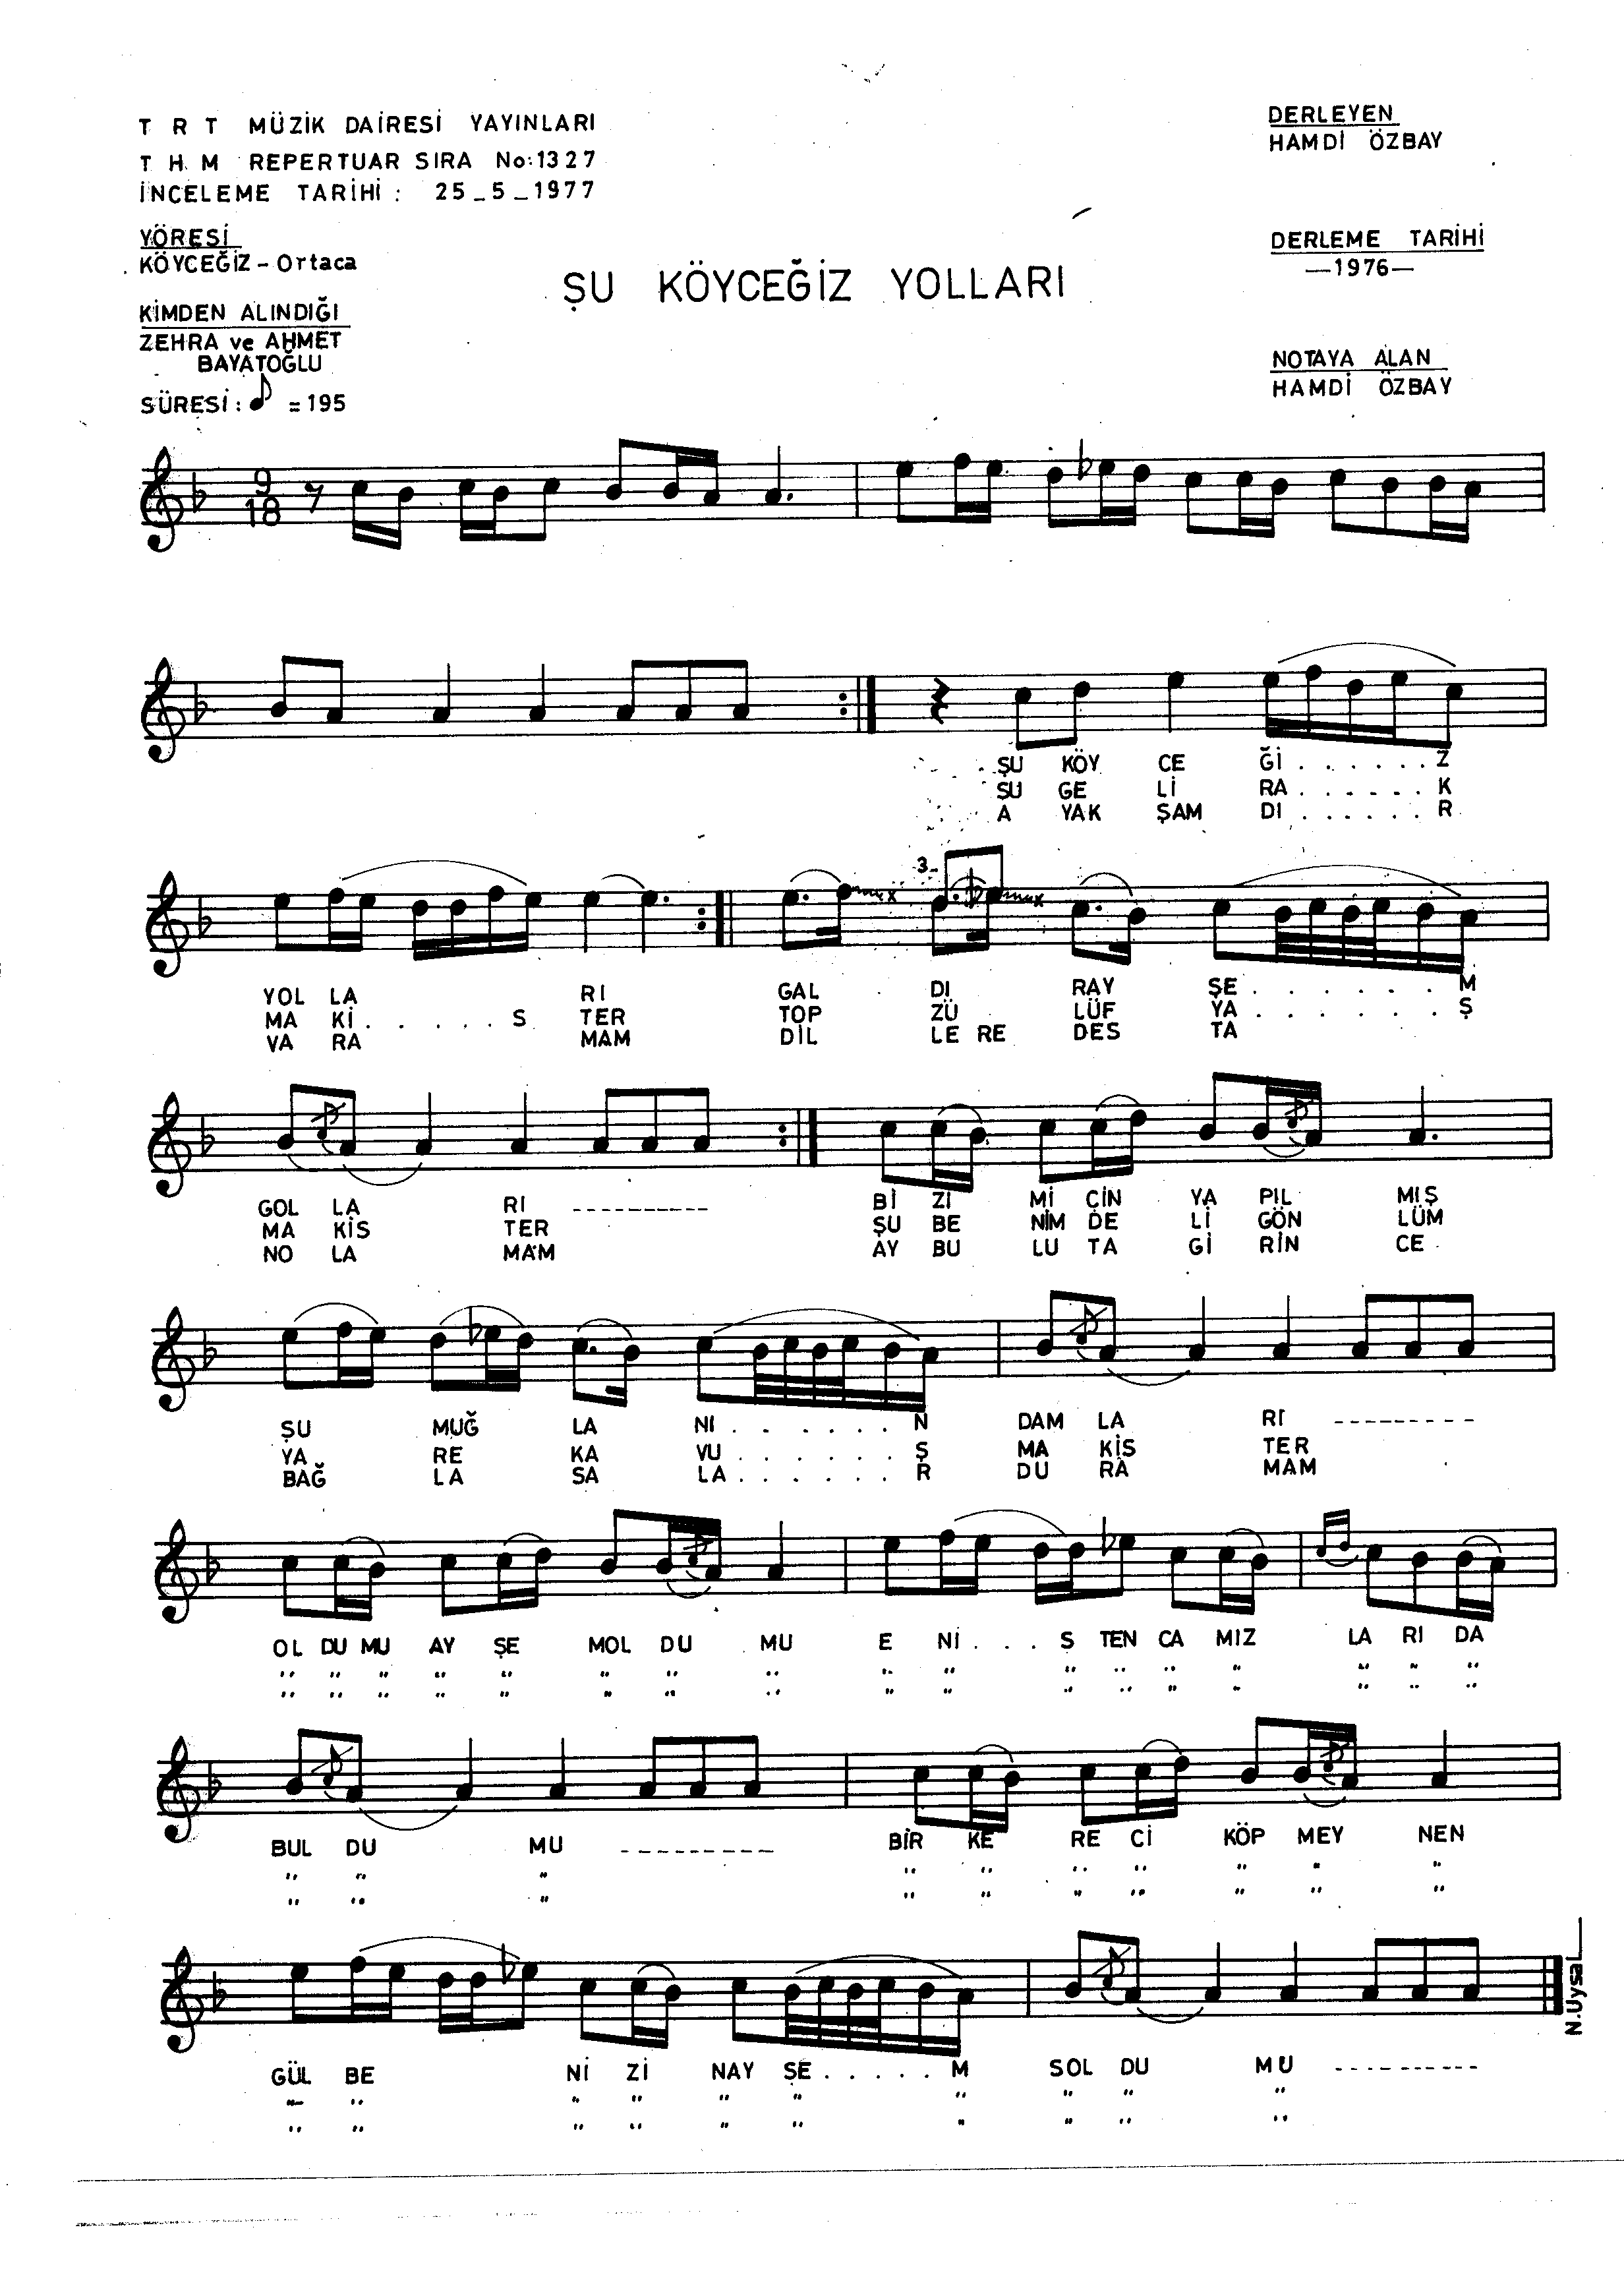 T R T MÜZİK DAİRESİ YAYINLARI
T H M REPERTUAR SIRA No:1327
İNCELEME TARİHİ : 25_5_1977
YÖRESİ
KÖYCEĞİZ - Ortaca
KİMDEN ALINDIĞI
ZEHRA ve AHMET
BAYATOĞLU
SÜRESİ : ♪ = 195
ŞU KÖYCEĞİZ YOLLARI
DERLEYEN
HAMDİ ÖZBAY
DERLEME TARİHİ
—1976—
NOTAYA ALAN
HAMDİ ÖZBAY
9
18
ŞU KÖY CE Ğİ . . . . . . Z
SU GE Lİ RA . . . . . . K
A YAK ŞAM DI . . . . . . R
3.
YOL LA RI GAL DI RAY ŞE . . . . . . M
MA Kİ . . . . . S TER TOP ZÜ LÜF YA . . . . . . Ş
VA RA MAM DİL LE RE DES TA
GOL LA RI ---------- Bİ Zİ Mİ ÇİN YA PIL MIŞ
MA KİS TER ŞU BE NİM DE Lİ GÖN LÜM
NO LA MAM AY BU LU TA Gİ RİN CE
ŞU MUĞ LA NI . . . . . . N DAM LA RI ---------
YA RE KA VU . . . . . . Ş MA KİS TER
BAĞ LA SA LA . . . . . . R DU RA MAM
OL DU MU AY ŞE MOL DU MU E Nİ . . . S TEN CA MIZ LA RI DA
" " " " " " " " " " " " " " " " "
" " " " " " " " " " " " " " " " "
BUL DU MU --------- BİR KE RE Cİ KÖP MEY NEN
" " " " " " " " " "
" " " " " " " " " "
GÜL BE Nİ Zİ NAY ŞE . . . . . M SOL DU MU ----------
" " " " " " " " " "
" " " " " " " " " "
N.Uysal